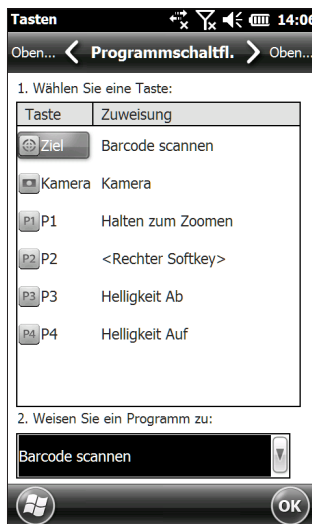 Tasten 14:06
Oben... Programmschaltfl. Oben...
1. Wählen Sie eine Taste:
Taste Zuweisung
Ziel Barcode scannen
Kamera Kamera
P1 P1 Halten zum Zoomen
P2 P2 <Rechter Softkey>
P3 P3 Helligkeit Ab
P4 P4 Helligkeit Auf
2. Weisen Sie ein Programm zu:
Barcode scannen
OK